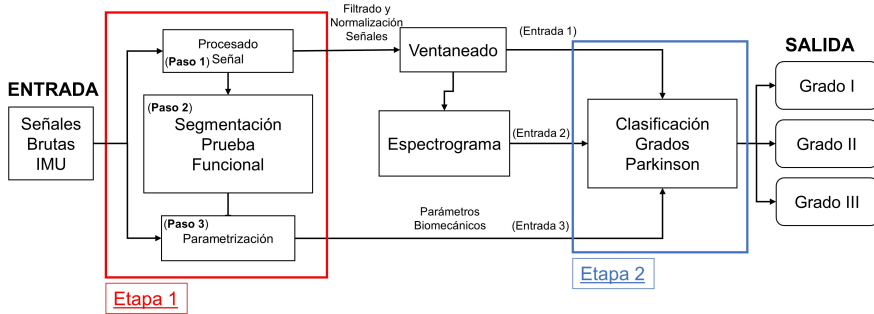 ENTRADA
Señales
Brutas
IMU
Procesado
(Paso 1) Señal
(Paso 2)
Segmentación
Prueba
Funcional
(Paso 3)
Parametrización
Etapa 1
Filtrado y
Normalización
Señales
Ventaneado
(Entrada 1)
Espectrograma
(Entrada 2)
Parámetros
Biomecánicos
(Entrada 3)
Clasificación
Grados
Parkinson
Etapa 2
SALIDA
Grado I
Grado II
Grado III